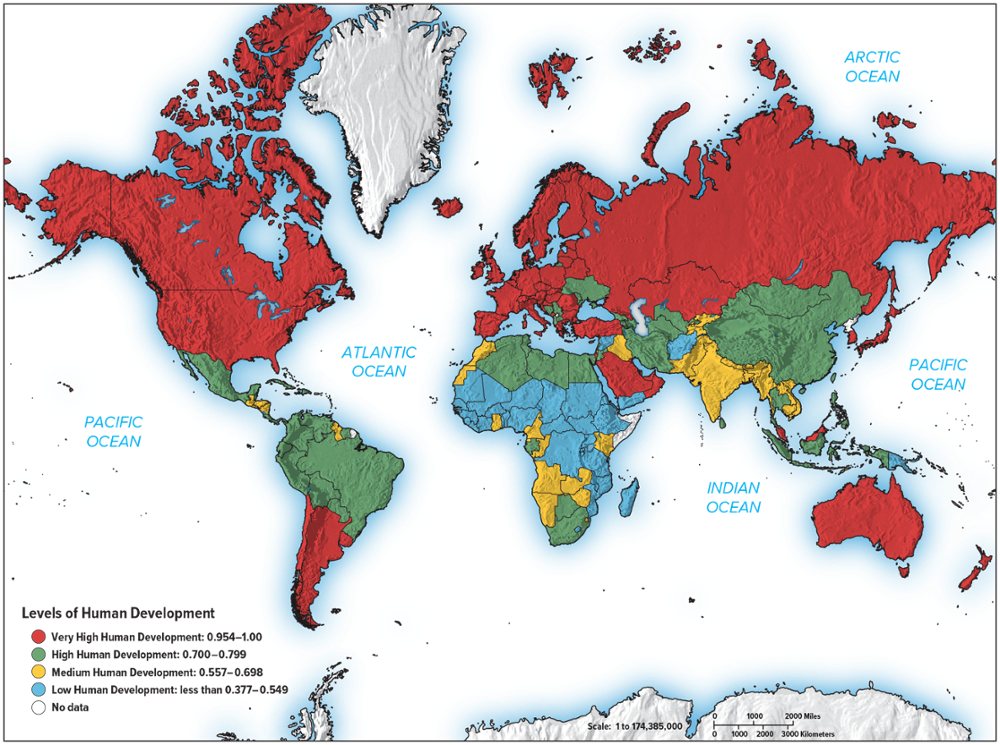 ARCTIC
OCEAN
ATLANTIC
OCEAN
PACIFIC
OCEAN
PACIFIC
OCEAN
INDIAN
OCEAN
Levels of Human Development
Very High Human Development: 0.954–1.00
High Human Development: 0.700–0.799
Medium Human Development: 0.557–0.698
Low Human Development: less than 0.377–0.549
No data
Scale: 1 to 174,385,000
0 1000 2000 Miles
0 1000 2000 3000 Kilometers